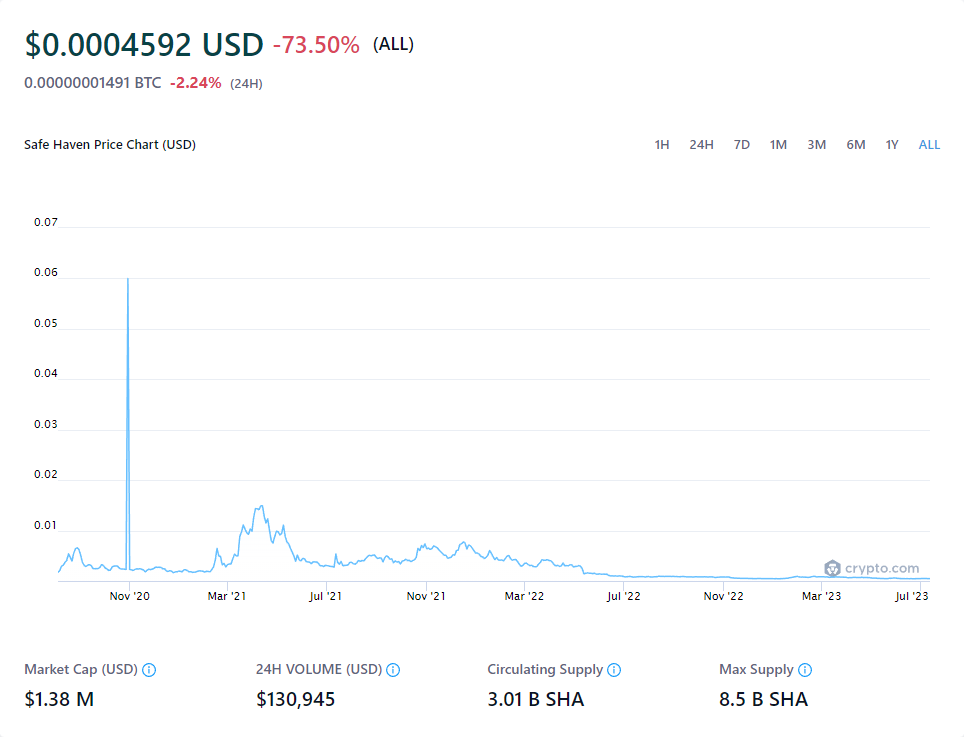 $0.0004592 USD -73.50% (ALL)
0.00000001491 BTC -2.24% (24H)
Safe Haven Price Chart (USD) 1H 24H 7D 1M 3M 6M 1Y ALL
0.07
0.06
0.05
0.04
0.03
0.02
0.01
crypto.com
Nov '20 Mar '21 Jul '21 Nov '21 Mar '22 Jul '22 Nov '22 Mar '23 Jul '23
Market Cap (USD) 24H VOLUME (USD) Circulating Supply Max Supply
$1.38 M $130,945 3.01 B SHA 8.5 B SHA